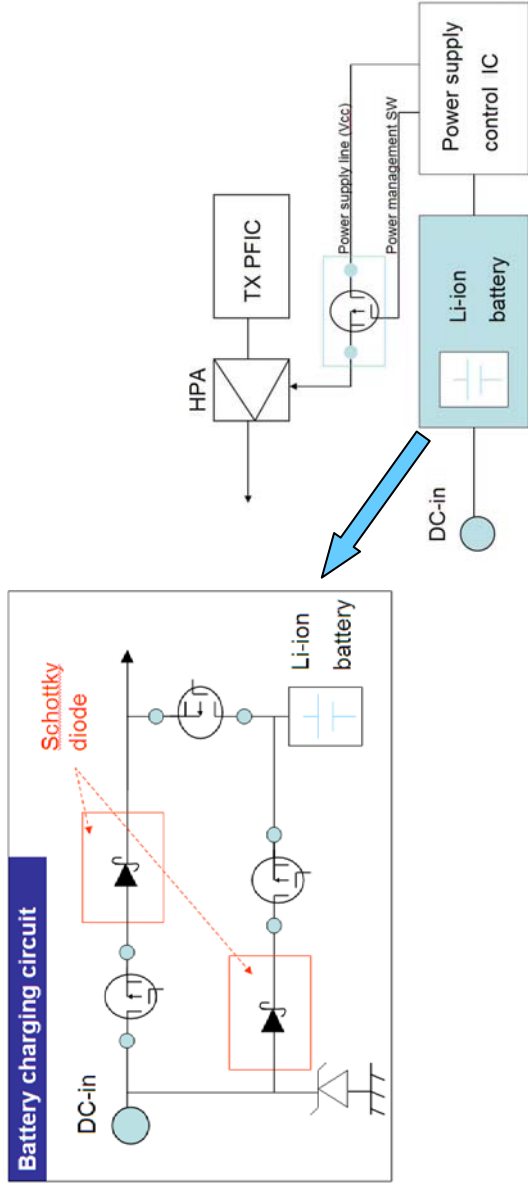 Battery charging circuit
DC-in
Schottky
diode
Li-ion
battery
HPA
TX PFIC
Power supply line (Vcc)
Power management SW
DC-in
Li-ion
battery
Power supply
control IC